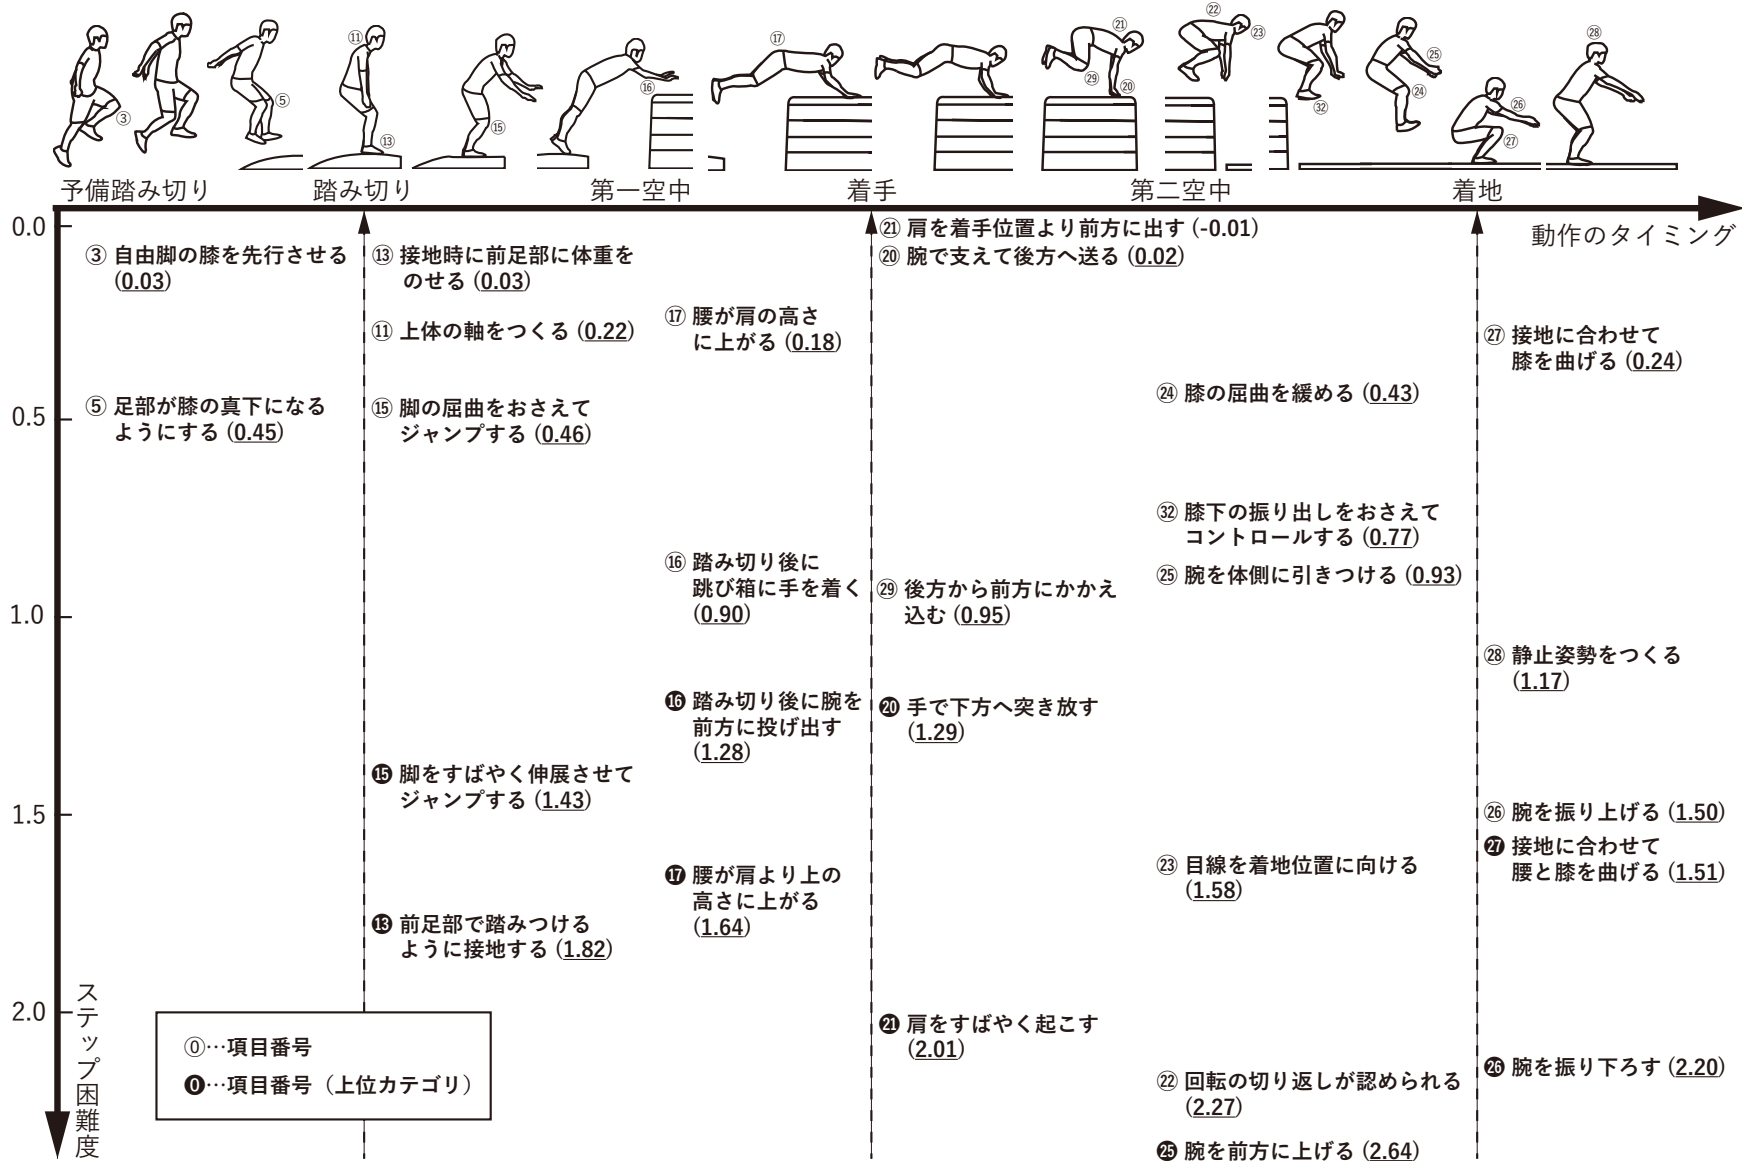 ③
⑤
⑪
⑬
⑮
⑯
⑰
㉑
㉙
⑳
㉒
㉓
㉜
㉕
㉔
㉖
㉗
㉘
予備踏み切り
踏み切り
第一空中
着手
第二空中
着地
動作のタイミング
0.0
0.5
1.0
1.5
2.0
ステップ困難度
③ 自由脚の膝を先行させる
(0.03)
⑤ 足部が膝の真下になる
ようにする (0.45)
⑬ 接地時に前足部に体重を
のせる (0.03)
⑪ 上体の軸をつくる (0.22)
⑮ 脚の屈曲をおさえて
ジャンプする (0.46)
⓯ 脚をすばやく伸展させて
ジャンプする (1.43)
⓭ 前足部で踏みつける
ように接地する (1.82)
⑰ 腰が肩の高さ
に上がる (0.18)
⑯ 踏み切り後に
跳び箱に手を着く
(0.90)
⓰ 踏み切り後に腕を
前方に投げ出す
(1.28)
⓱ 腰が肩より上の
高さに上がる
(1.64)
㉑ 肩を着手位置より前方に出す (-0.01)
⑳ 腕で支えて後方へ送る (0.02)
㉙ 後方から前方にかかえ
込む (0.95)
⓴ 手で下方へ突き放す
(1.29)
㉑ 肩をすばやく起こす
(2.01)
㉔ 膝の屈曲を緩める (0.43)
㉜ 膝下の振り出しをおさえて
コントロールする (0.77)
㉕ 腕を体側に引きつける (0.93)
㉓ 目線を着地位置に向ける
(1.58)
㉒ 回転の切り返しが認められる
(2.27)
㉕ 腕を前方に上げる (2.64)
㉗ 接地に合わせて
膝を曲げる (0.24)
㉘ 静止姿勢をつくる
(1.17)
㉖ 腕を振り上げる (1.50)
㉗ 接地に合わせて
腰と膝を曲げる (1.51)
㉖ 腕を振り下ろす (2.20)
⓪…項目番号
⓿…項目番号（上位カテゴリ）